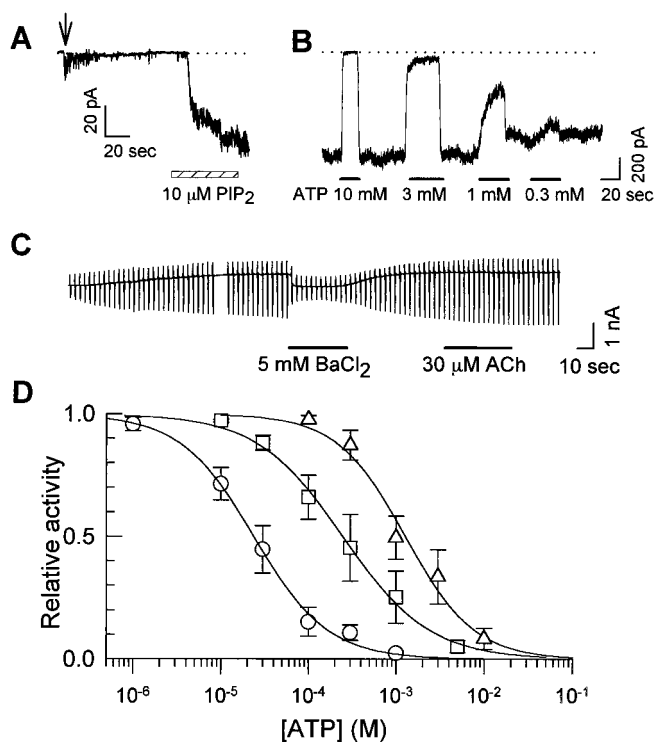 A
20 pA
20 sec
10 μM PIP2
B
ATP 10 mM 3 mM 1 mM 0.3 mM
200 pA
20 sec
C
5 mM BaCl2
30 μM ACh
1 nA
10 sec
D
Relative activity
1.0
0.5
0.0
10-6 10-5 10-4 10-3 10-2 10-1
[ATP] (M)